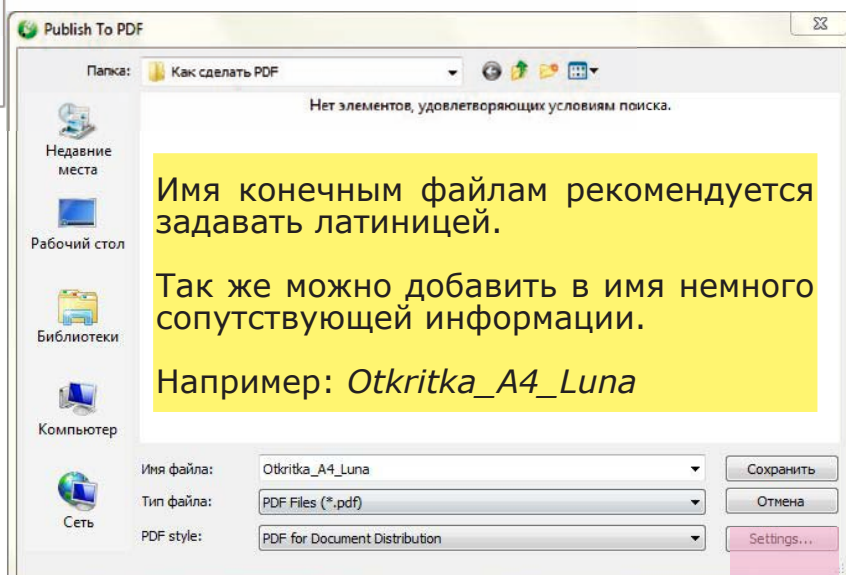 Publish To PDF
Папка: Как сделать PDF
Нет элементов, удовлетворяющих условиям поиска.
Недавние
места
Рабочий стол
Библиотеки
Компьютер
Сеть
Имя конечным файлам рекомендуется
задавать латиницей.
Так же можно добавить в имя немного
сопутствующей информации.
Например: Otkritka_A4_Luna
Имя файла: Otkritka_A4_Luna Сохранить
Тип файла: PDF Files (*.pdf) Отмена
PDF style: PDF for Document Distribution Settings...